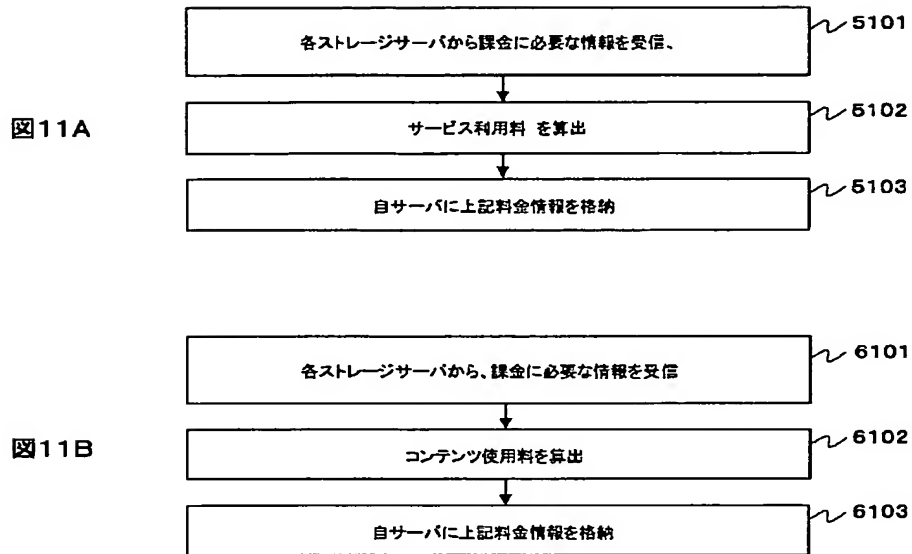 各ストレージサーバから課金に必要な情報を受信、
5101
図11A
サービス利用料 を算出
5102
自サーバに上記料金情報を格納
5103
各ストレージサーバから、課金に必要な情報を受信
6101
図11B
コンテンツ使用料を算出
6102
自サーバに上記料金情報を格納
6103